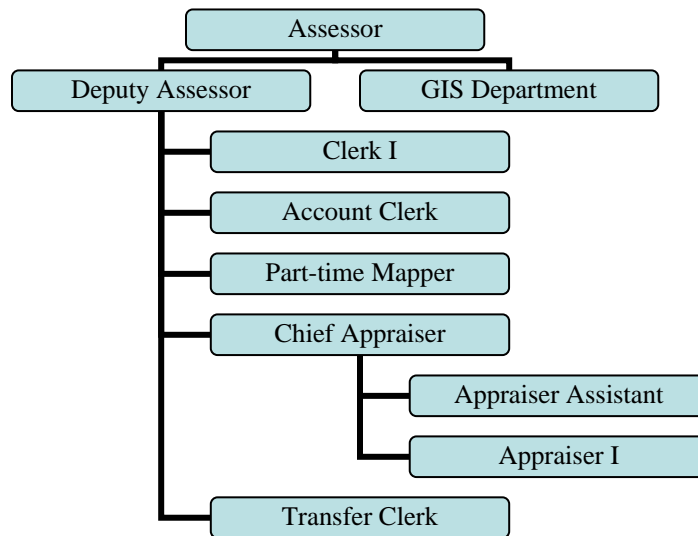 Assessor
Deputy Assessor
GIS Department
Clerk I
Account Clerk
Part-time Mapper
Chief Appraiser
Appraiser Assistant
Appraiser I
Transfer Clerk